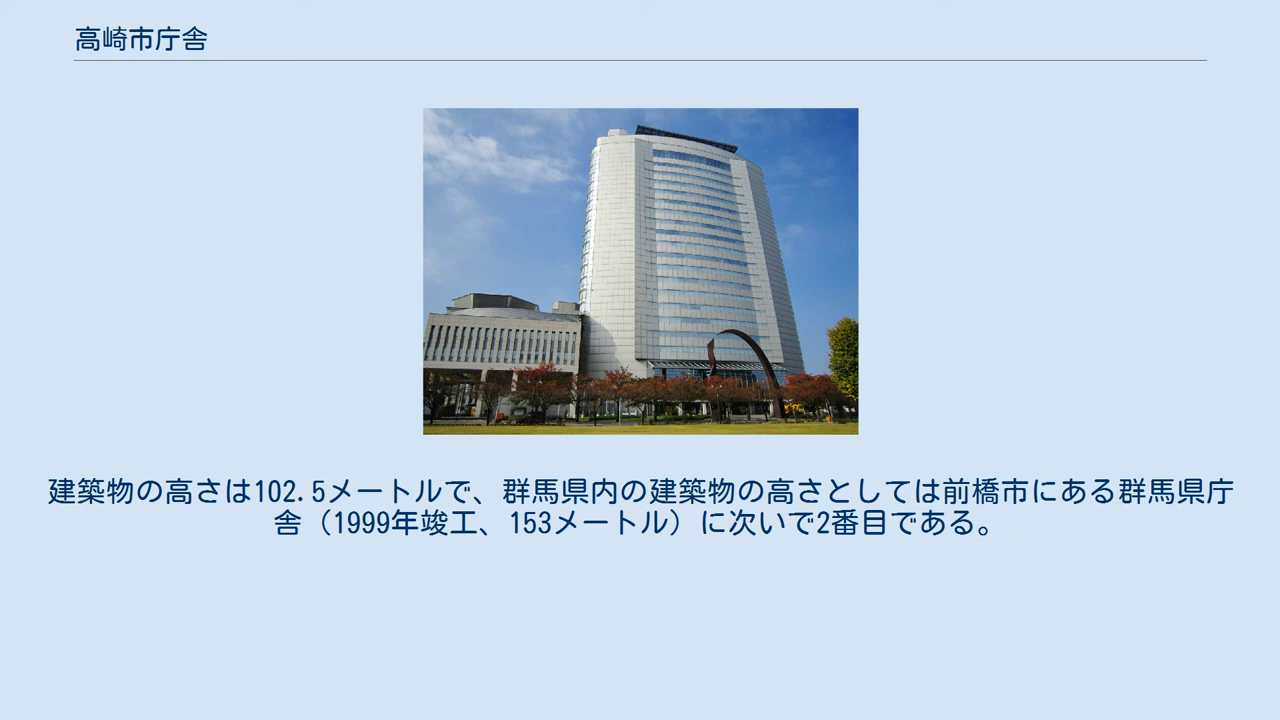 高崎市庁舎
建築物の高さは102.5メートルで、群馬県内の建築物の高さとしては前橋市にある群馬県庁
舎（1999年竣工、153メートル）に次いで2番目である。